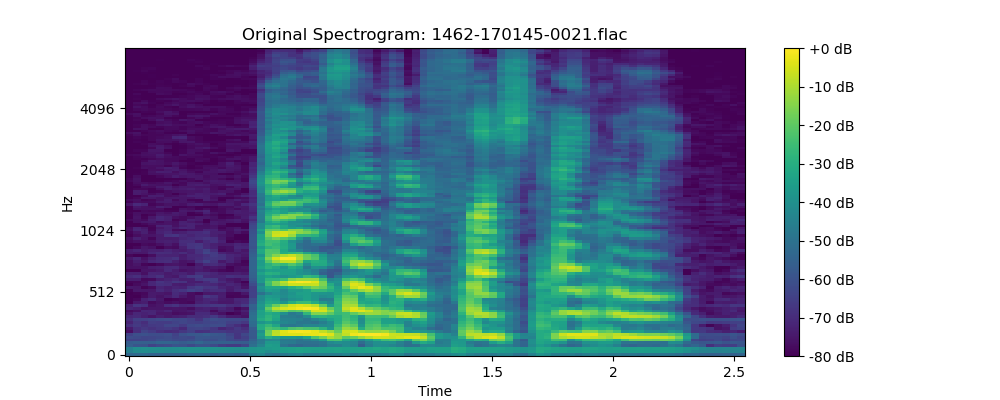 Original Spectrogram: 1462-170145-0021.flac
Hz
4096
2048
1024
512
0
0 0.5 1 1.5 2 2.5
Time
+0 dB
-10 dB
-20 dB
-30 dB
-40 dB
-50 dB
-60 dB
-70 dB
-80 dB